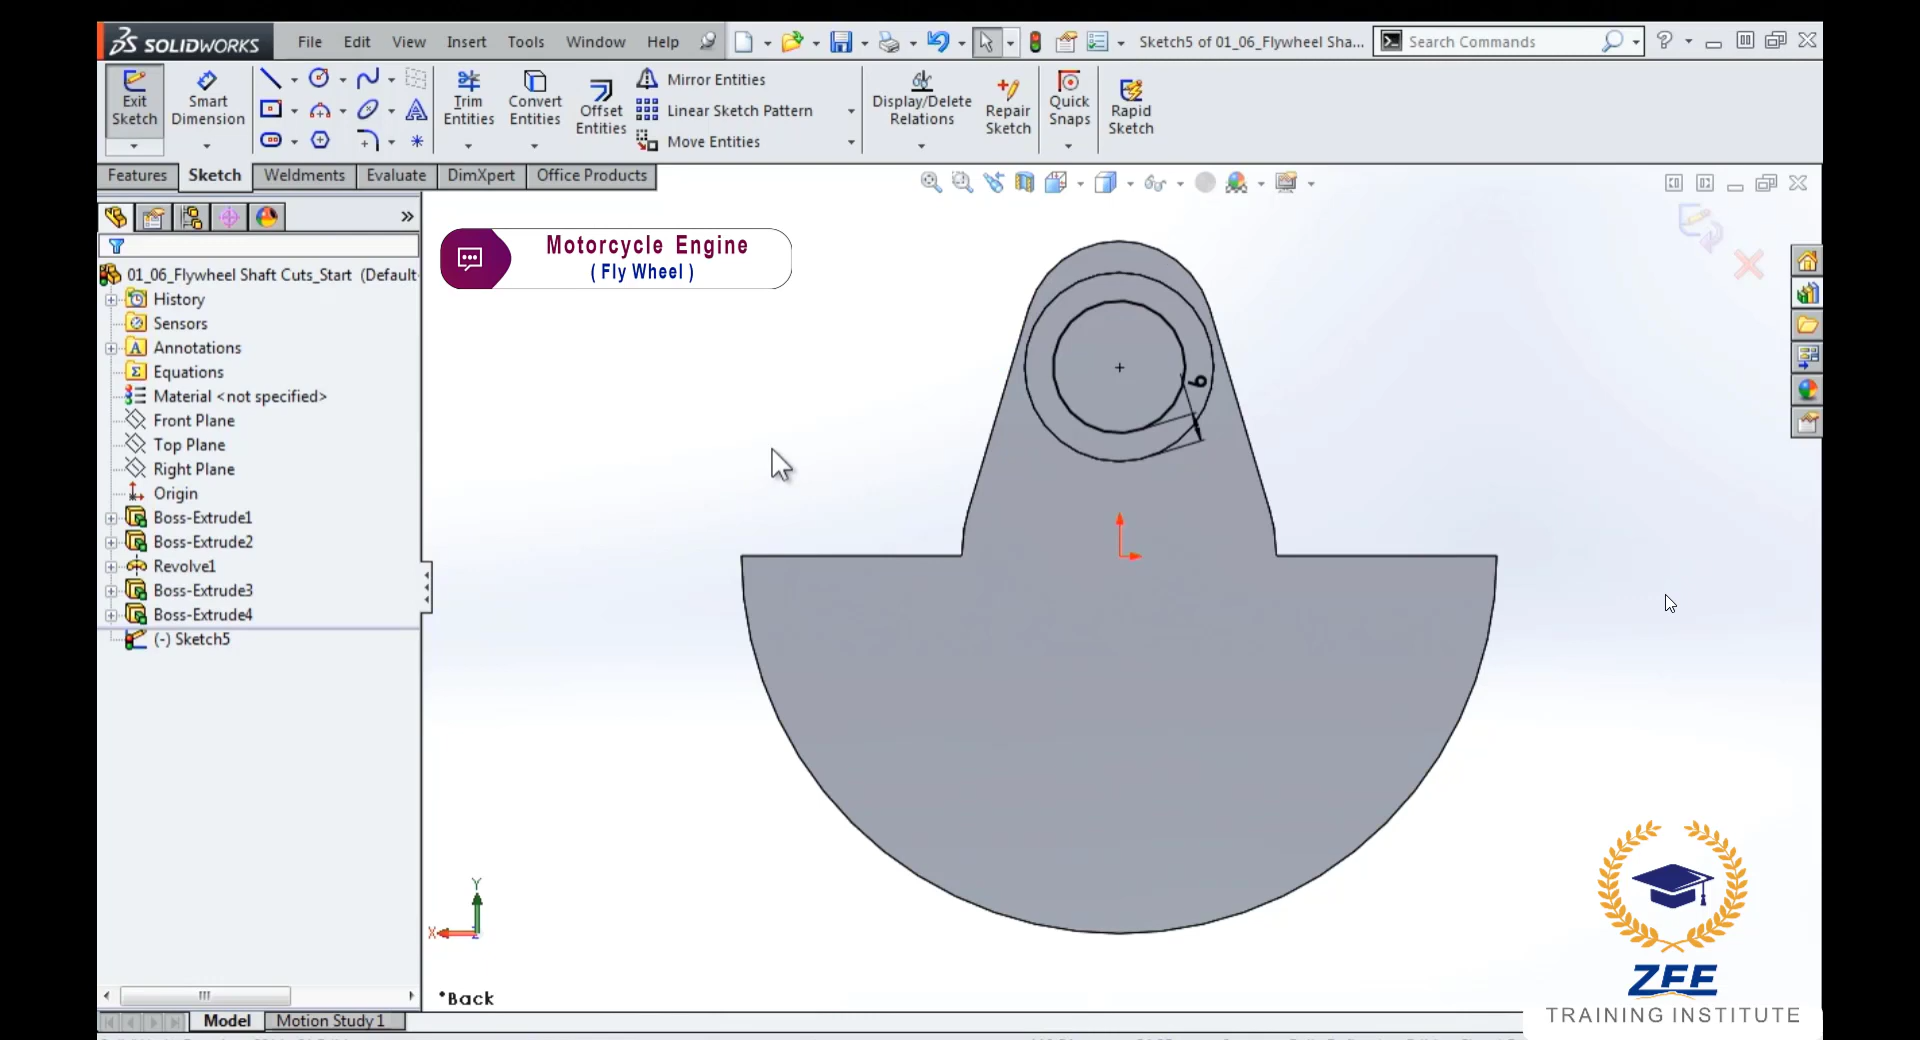 SOLIDWORKS File Edit View Insert Tools Window Help Sketch5 of 01_06_Flywheel Sha... Search Commands
Exit Sketch
Smart Dimension
Trim Entities
Convert Entities
Offset Entities
Mirror Entities
Linear Sketch Pattern
Move Entities
Display/Delete Relations
Repair Sketch
Quick Snaps
Rapid Sketch
Features Sketch Weldments Evaluate DimXpert Office Products
01_06_Flywheel Shaft Cuts_Start (Default
History
Sensors
Annotations
Equations
Material <not specified>
Front Plane
Top Plane
Right Plane
Origin
Boss-Extrude1
Boss-Extrude2
Revolve1
Boss-Extrude3
Boss-Extrude4
(-) Sketch5
Motorcycle Engine
( Fly Wheel )
Y
X
Z
*Back
Model Motion Study 1
TRAINING INSTITUTE